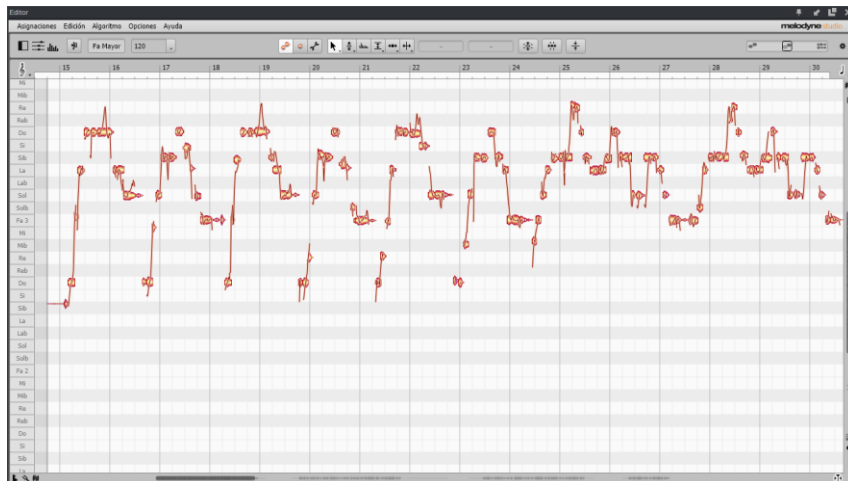 Editor
Asignaciones Edición Algoritmo Opciones Ayuda
melodyne studio
Fa Mayor 120
15 16 17 18 19 20 21 22 23 24 25 26 27 28 29 30
Mi
Mib
Re
Reb
Do
Si
Sib
La
Lab
Sol
Solb
Fa 3
Mi
Mib
Re
Reb
Do
Si
Sib
La
Lab
Sol
Solb
Fa 2
Mi
Mib
Re
Reb
Do
Si
Sib
La